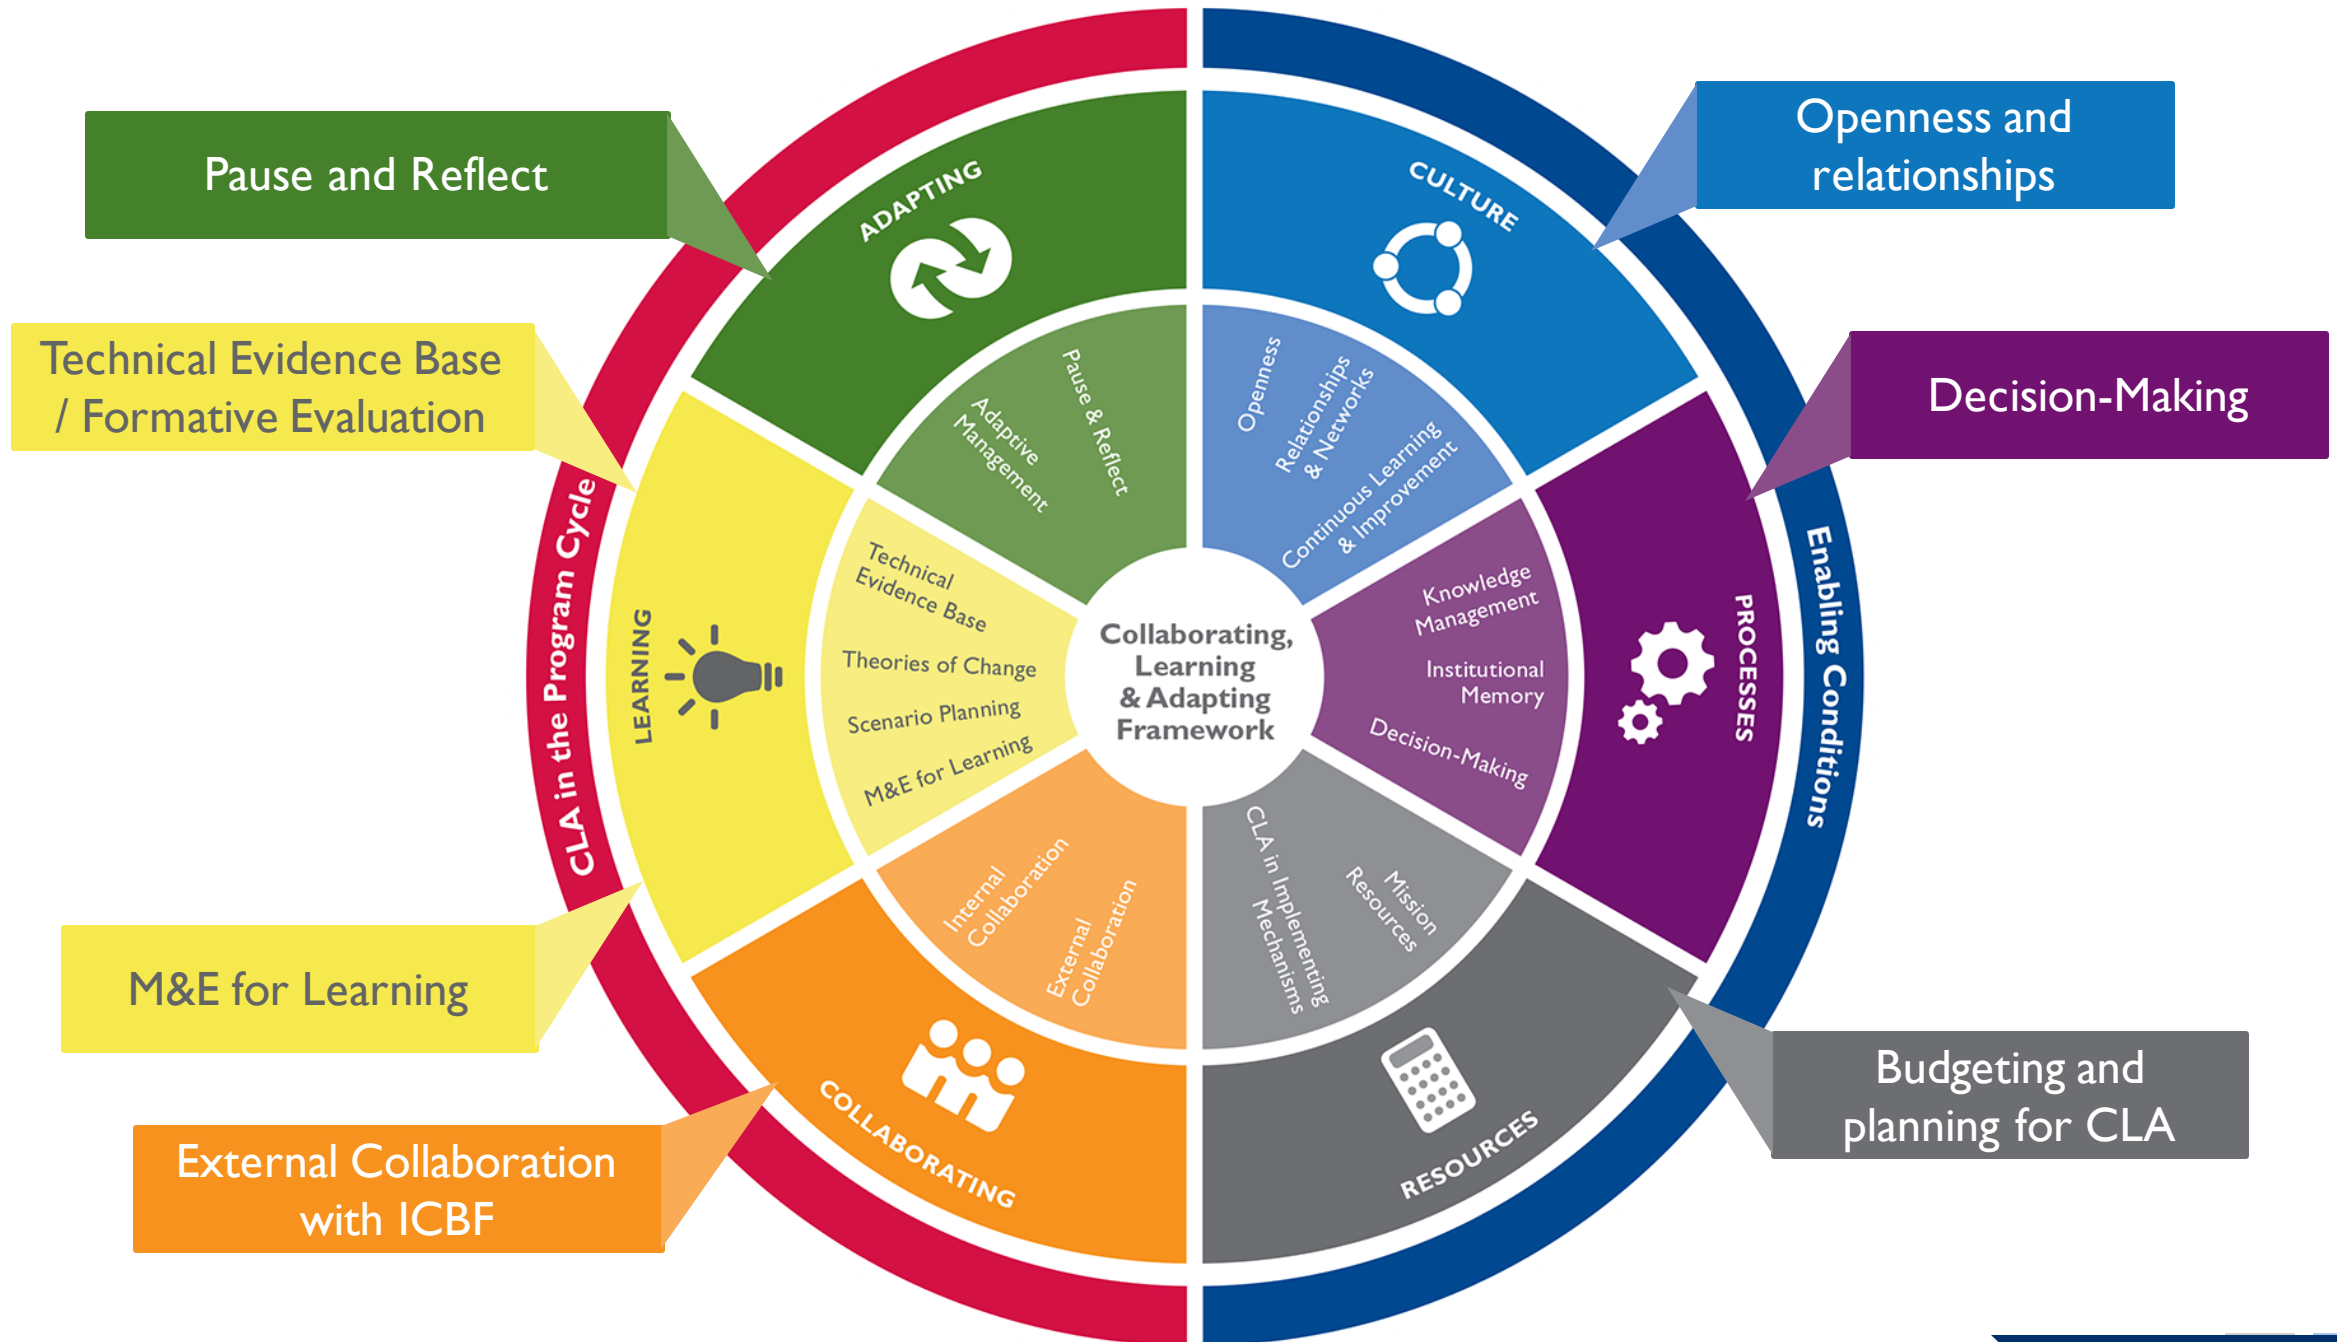 Pause and Reflect
Technical Evidence Base
/ Formative Evaluation
M&E for Learning
External Collaboration
with ICBF
Openness and
relationships
Decision-Making
Budgeting and
planning for CLA
CLA in the Program Cycle
Enabling Conditions
ADAPTING
Adaptive
Management
Pause & Reflect
CULTURE
Openness
Relationships
& Networks
Continuous Learning
& Improvement
LEARNING
Technical
Evidence Base
Theories of Change
Scenario Planning
M&E for Learning
Collaborating,
Learning
& Adapting
Framework
PROCESSES
Knowledge
Management
Institutional
Memory
Decision-Making
COLLABORATING
Internal
Collaboration
External
Collaboration
RESOURCES
CLA in Implementing
Mechanisms
Mission
Resources